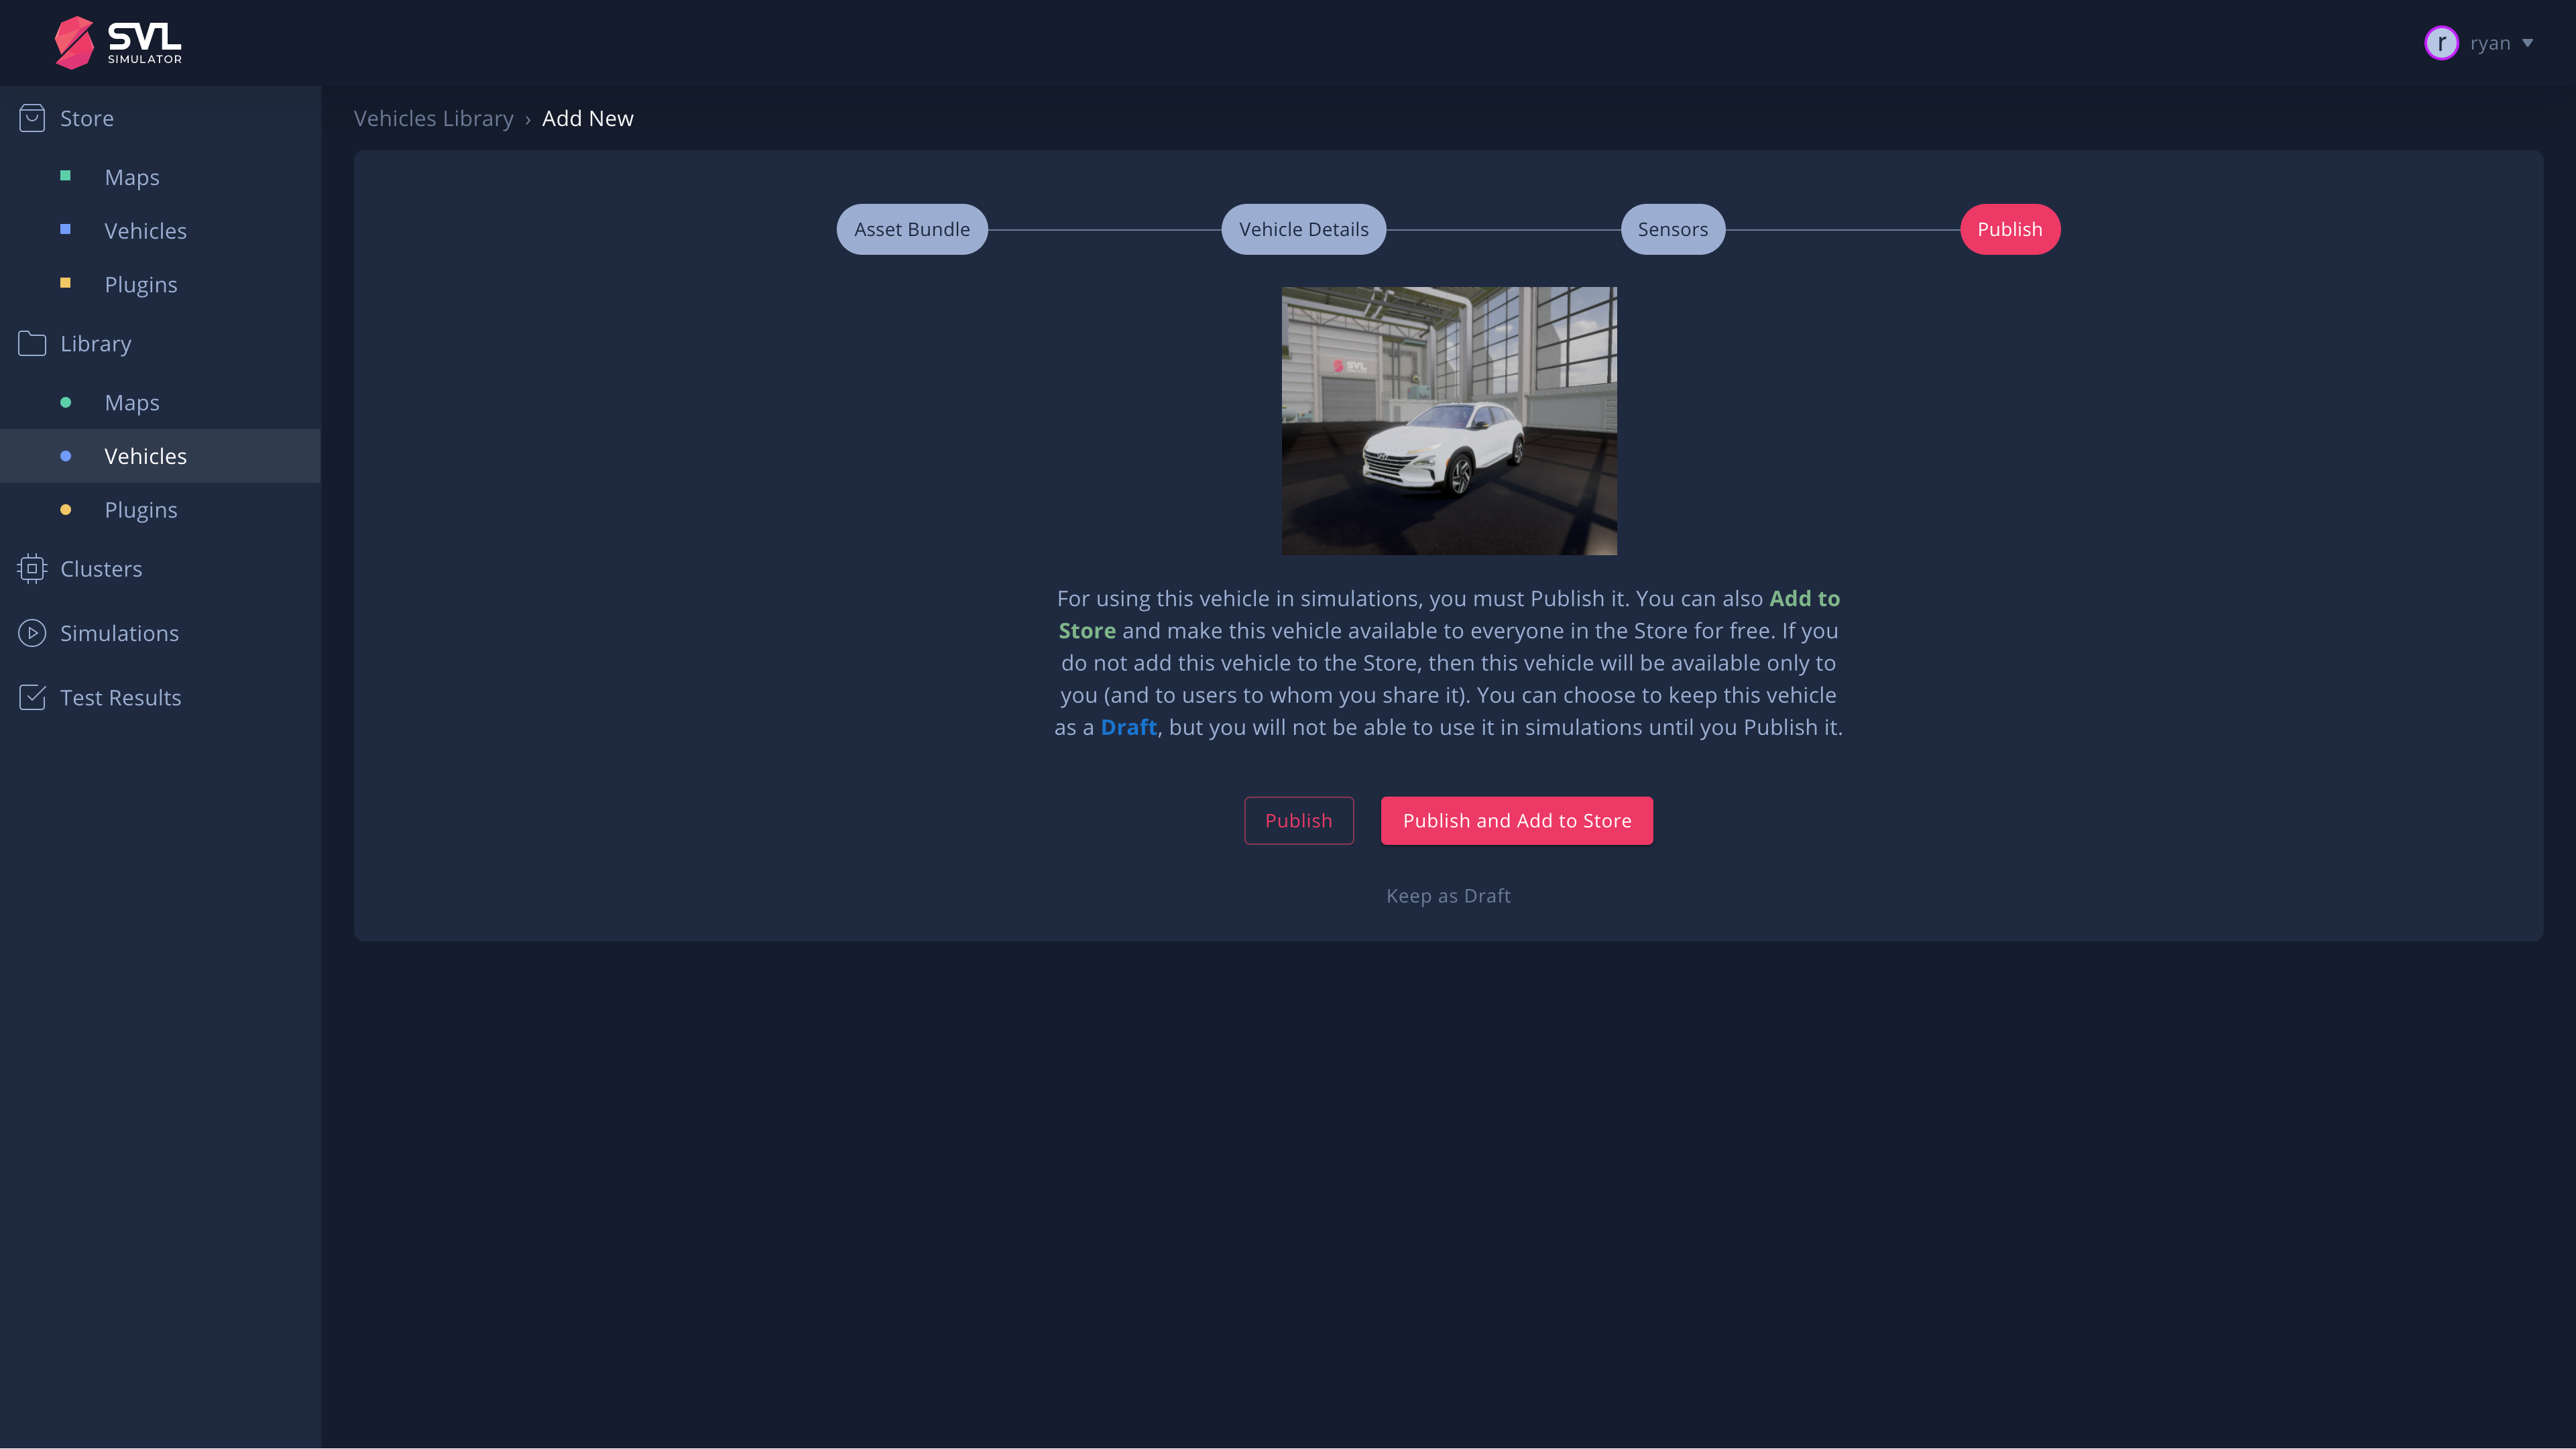 SVL
SIMULATOR
r
ryan
Store
Maps
Vehicles
Plugins
Library
Maps
Vehicles
Plugins
Clusters
Simulations
Test Results
Vehicles Library › Add New
Asset Bundle
Vehicle Details
Sensors
Publish
SVL
For using this vehicle in simulations, you must Publish it. You can also Add to
Store and make this vehicle available to everyone in the Store for free. If you
do not add this vehicle to the Store, then this vehicle will be available only to
you (and to users to whom you share it). You can choose to keep this vehicle
as a Draft, but you will not be able to use it in simulations until you Publish it.
Publish
Publish and Add to Store
Keep as Draft